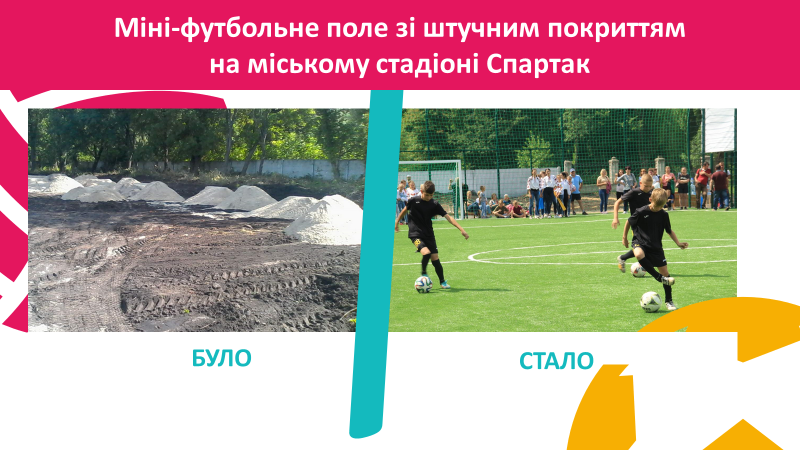 Міні-футбольне поле зі штучним покриттям
на міському стадіоні Спартак
БУЛО
СТАЛО